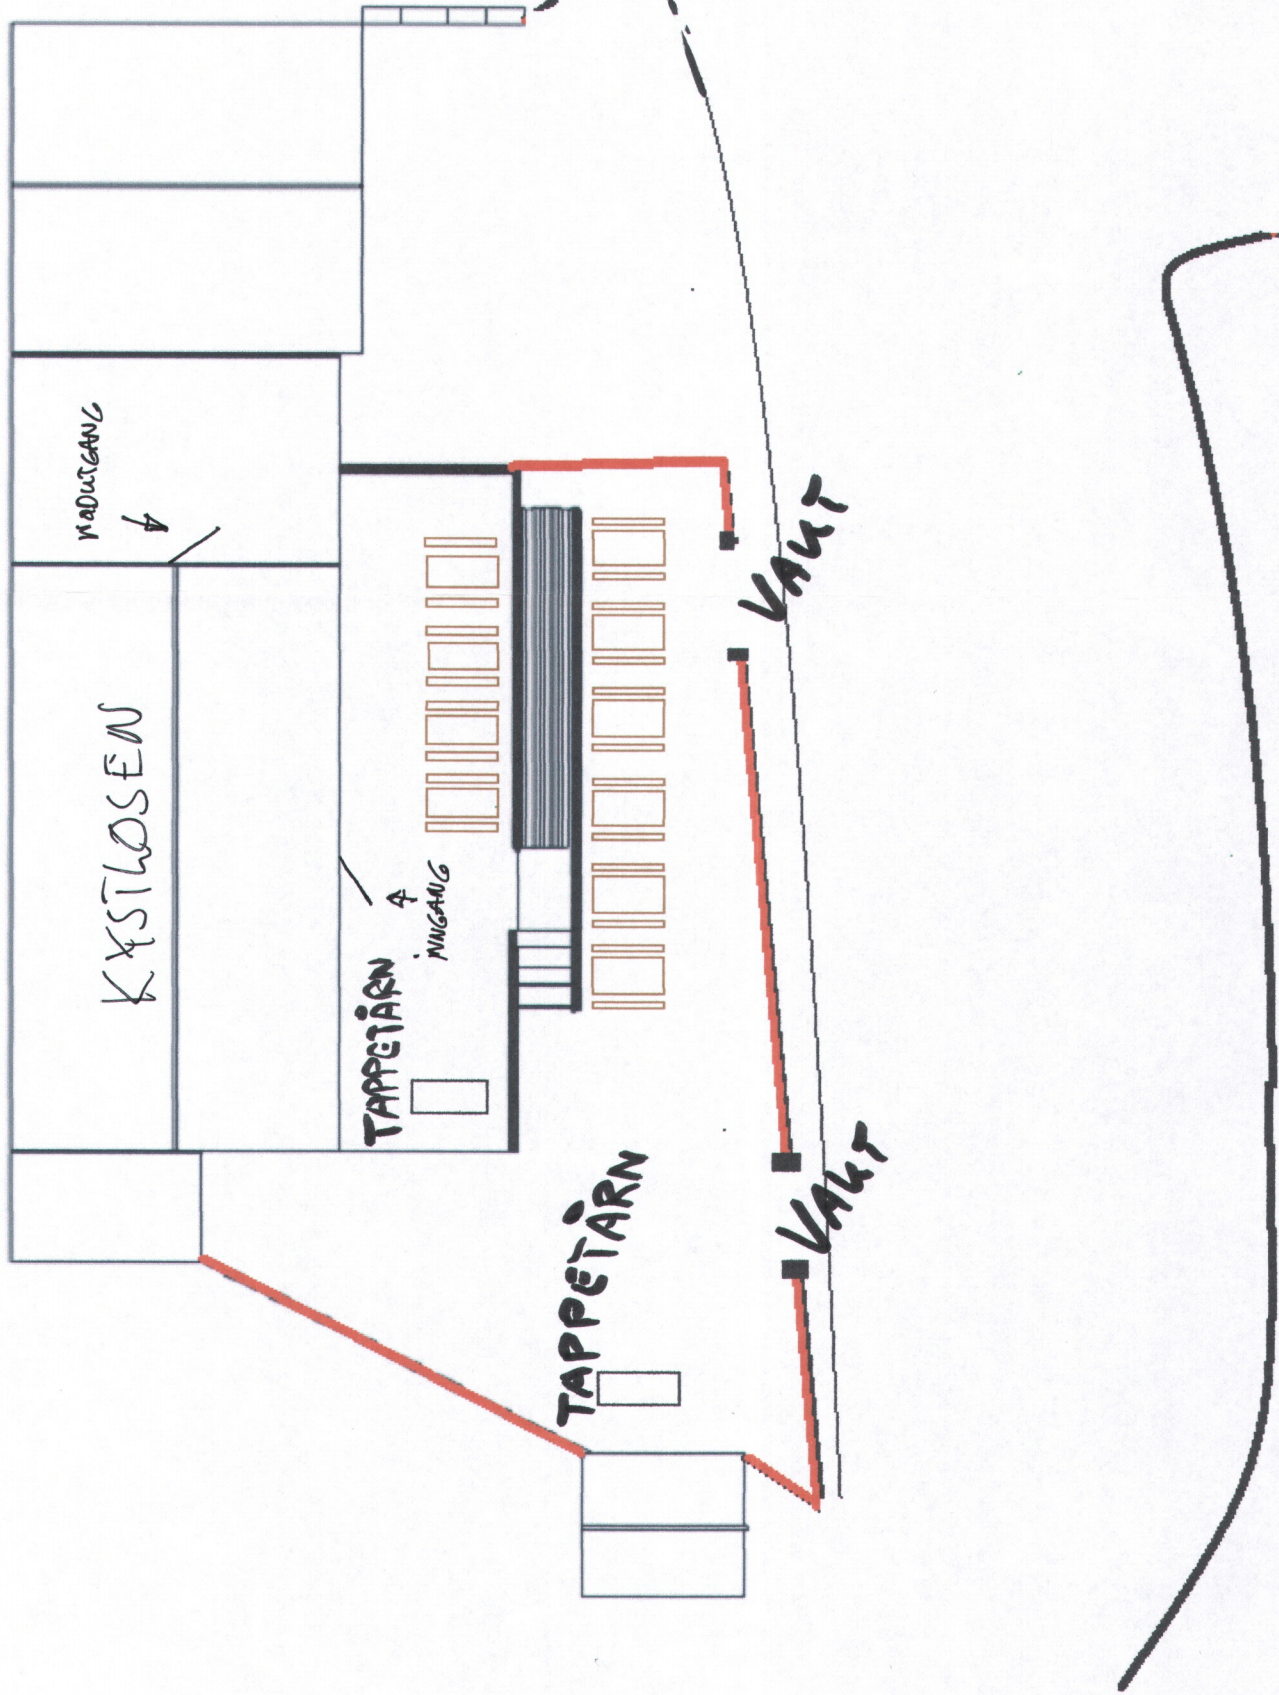 NØDUTGANG
KYSTLOSEN
INNGANG
TAPPETÅRN
TAPPETÅRN
VAKT
VAKT